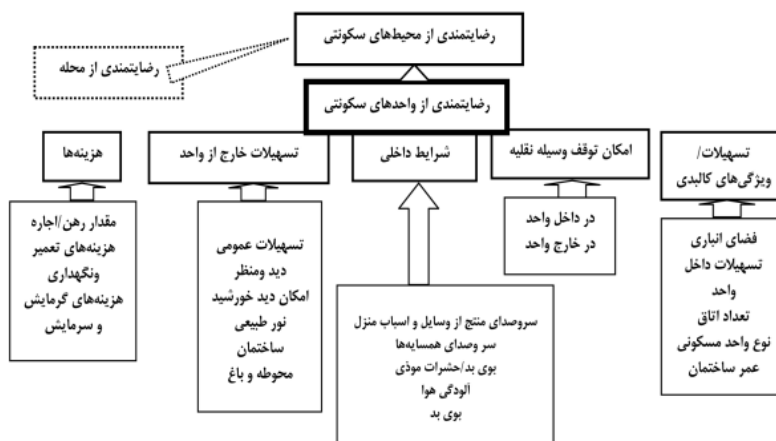 رضایتمندی از محیط‌های سکونتی
رضایتمندی از محله
رضایتمندی از واحدهای سکونتی
تسهیلات/
ویژگی‌های کالبدی
امکان توقف وسیله نقلیه
شرایط داخلی
تسهیلات خارج از واحد
هزینه‌ها
فضای انباری
تسهیلات داخل
واحد
تعداد اتاق
نوع واحد مسکونی
عمر ساختمان
در داخل واحد
در خارج واحد
سروصدای منتج از وسایل و اسباب منزل
سر وصدای همسایه‌ها
بوی بد/حشرات موذی
آلودگی هوا
بوی بد
تسهیلات عمومی
دید ومنظر
امکان دید خورشید
نور طبیعی
ساختمان
محوطه و باغ
مقدار رهن/اجاره
هزینه‌های تعمیر
ونگهداری
هزینه‌های گرمایش
و سرمایش